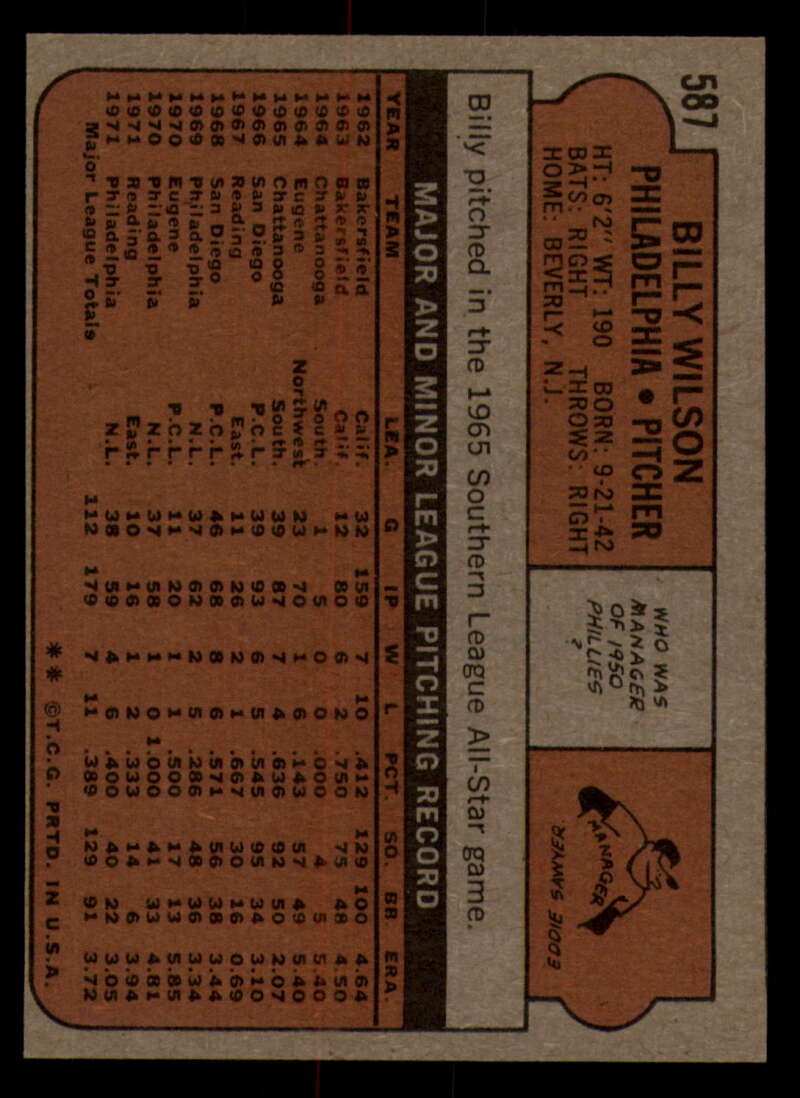 587
BILLY WILSON
PHILADELPHIA • PITCHER
HT: 6'2" WT: 190 BORN: 9-21-42
BATS: RIGHT THROWS: RIGHT
HOME: BEVERLY, N.J.
WHO WAS
MANAGER
OF 1950
PHILLIES
?
MANAGER
EDDIE SAWYER
Billy pitched in the 1965 Southern League All-Star game.
MAJOR AND MINOR LEAGUE PITCHING RECORD
YEAR TEAM LEA. G IP W L PCT. SO. BB. ERA.
1962 Bakersfield Calif. 32 159 7 10 .412 129 100 4.64
1963 Bakersfield Calif. 12 80 6 2 .750 75 48 4.50
1964 Chattanooga South. 1 5 0 0 .000 4 5 5.40
1964 Eugene Northwest 23 70 1 6 .143 57 49 5.40
1965 Chattanooga South. 39 87 7 4 .636 92 50 2.07
1966 San Diego P.C.L. 39 93 6 5 .545 95 34 3.10
1967 Reading East. 11 26 2 1 .667 30 16 0.69
1968 San Diego P.C.L. 46 68 8 6 .571 56 38 3.44
1969 Philadelphia N.L. 37 62 2 5 .286 48 36 3.34
1970 Eugene P.C.L. 11 20 1 1 .500 17 13 5.85
1970 Philadelphia N.L. 37 58 1 0 1.000 41 33 4.81
1971 Reading East. 10 16 1 2 .333 14 6 3.94
1971 Philadelphia N.L. 38 59 4 6 .400 40 22 3.05
Major League Totals 112 179 7 11 .389 129 91 3.72
** ©T.C.G. PRTD. IN U.S.A.